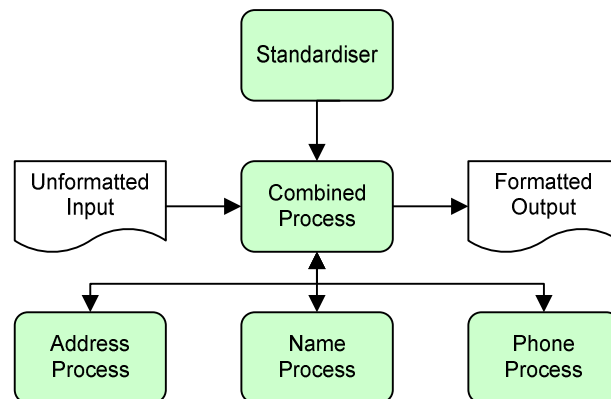 Standardiser
Unformatted
Input
Combined
Process
Formatted
Output
Address
Process
Name
Process
Phone
Process